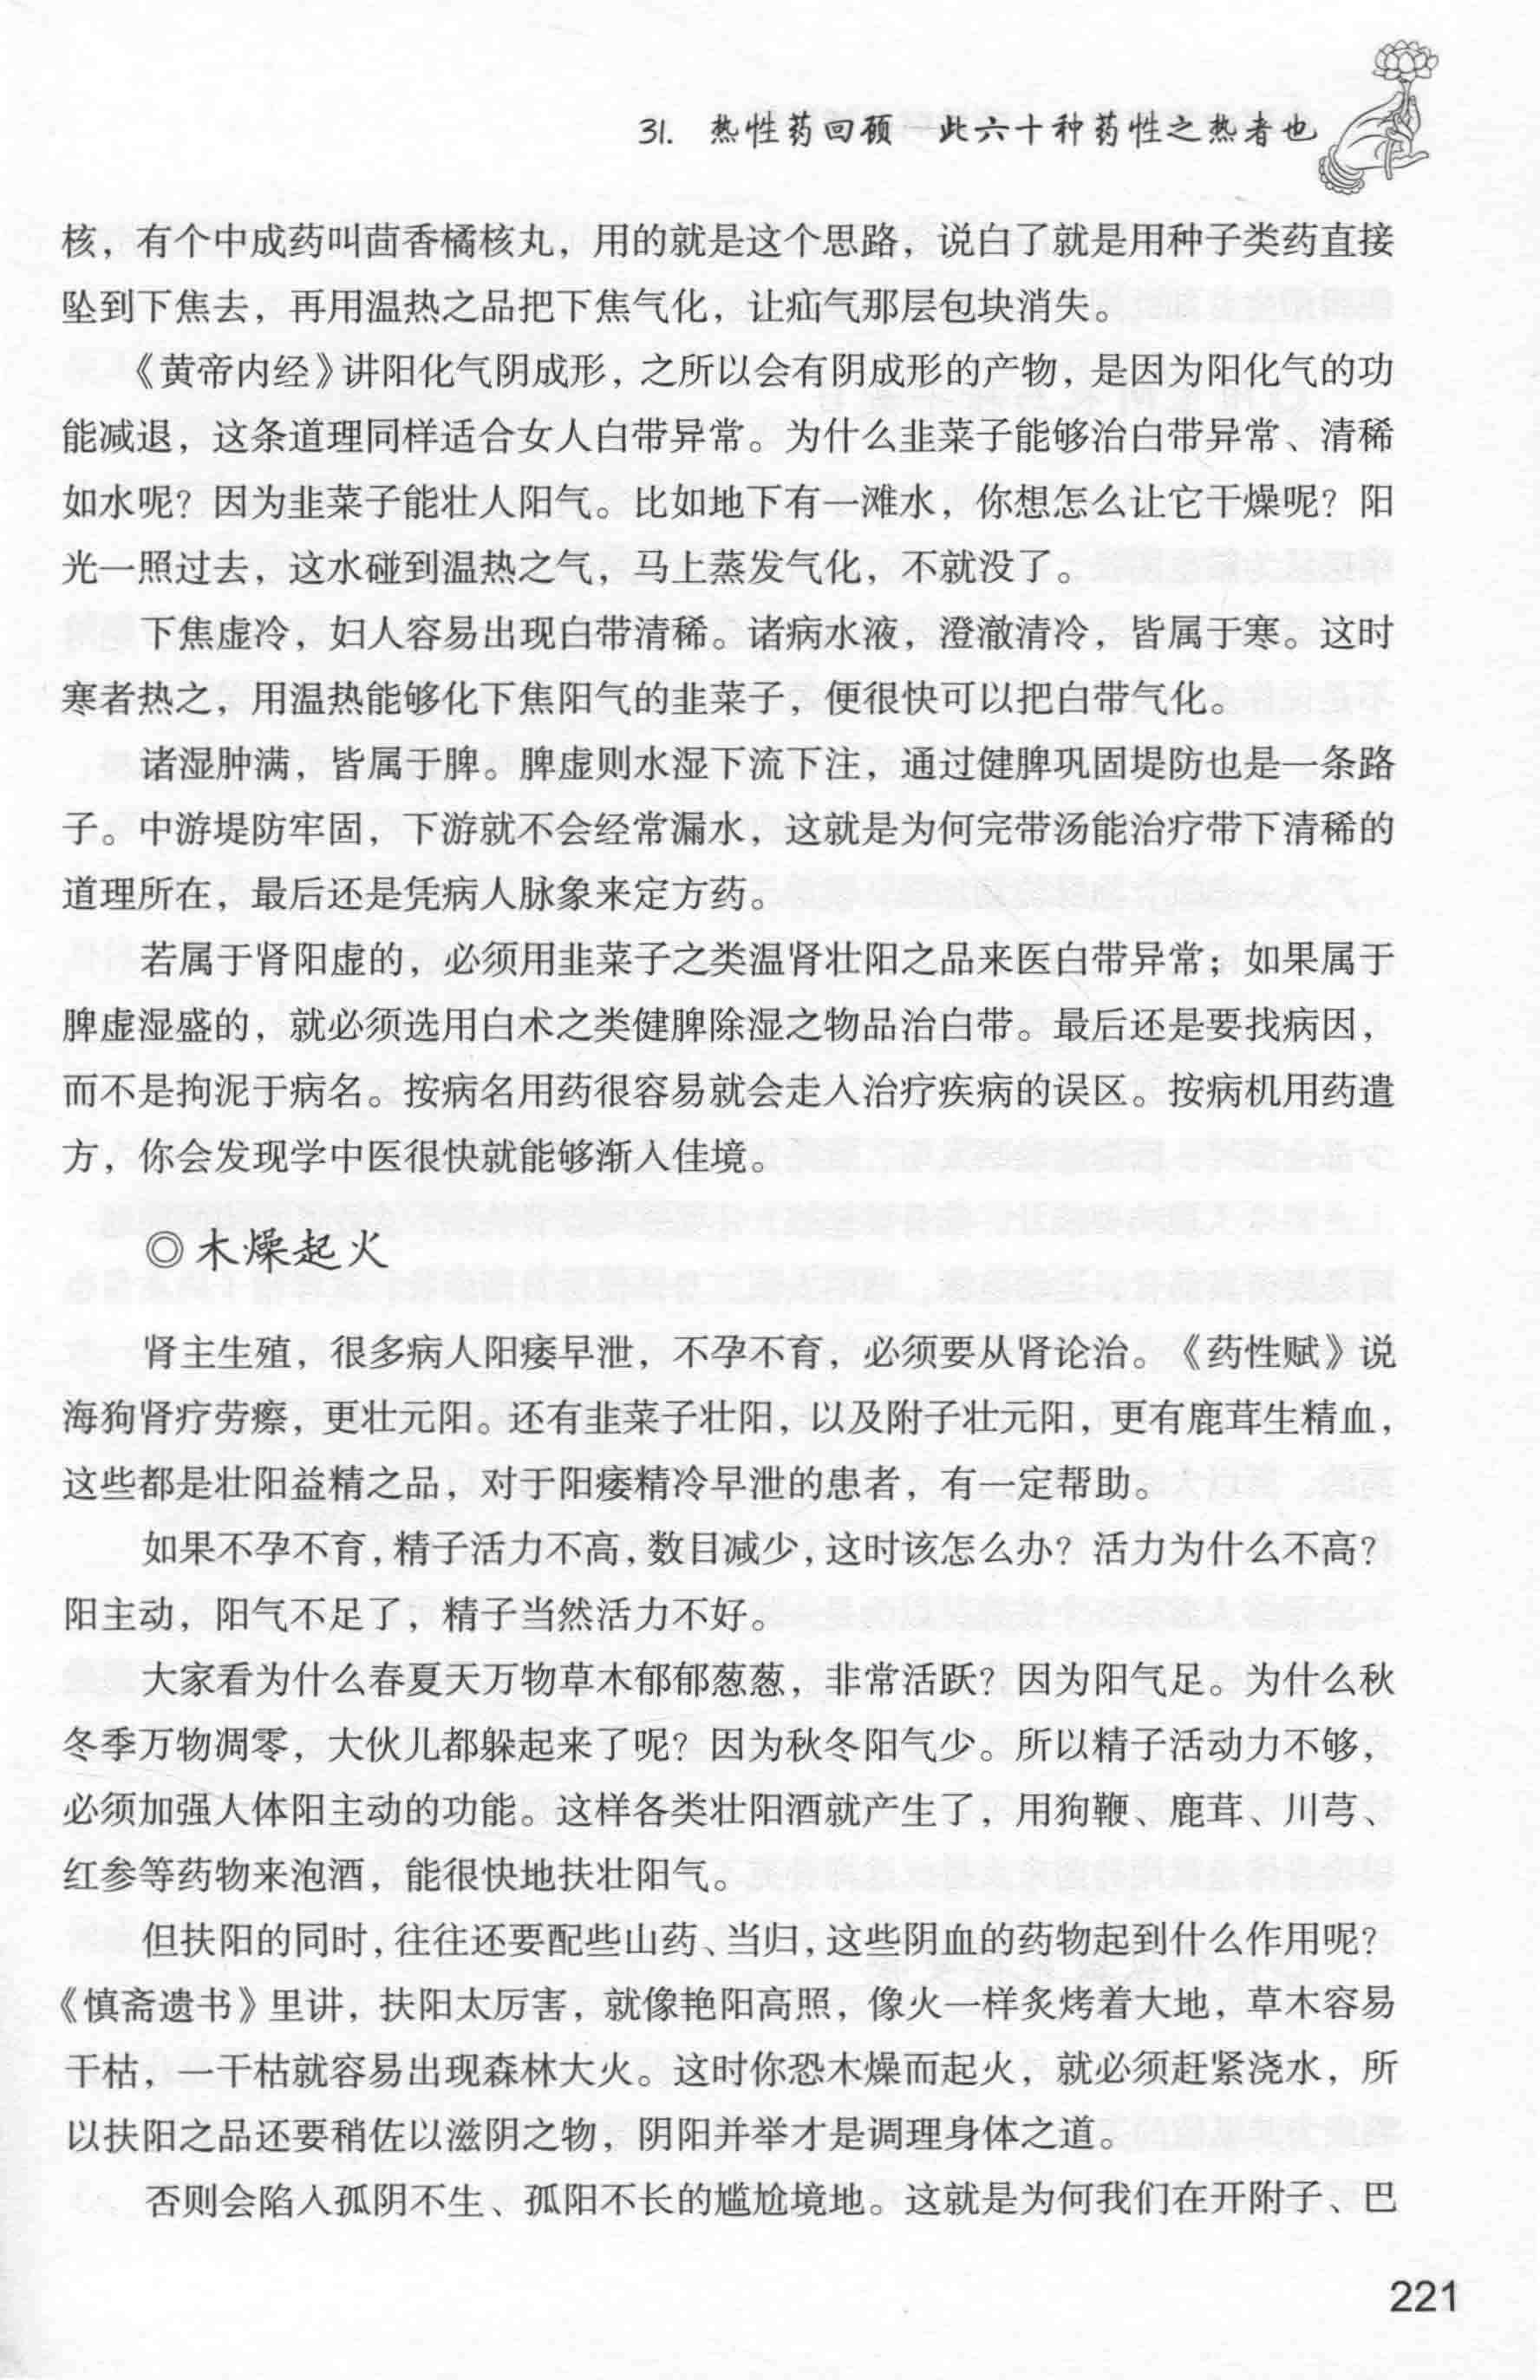 31. 热性药回顾 此六十种药性之热者也
核，有个中成药叫茴香橘核丸，用的就是这个思路，说白了就是用种子类药直接
坠到下焦去，再用温热之品把下焦气化，让疝气那层包块消失。
《黄帝内经》讲阳化气阴成形，之所以会有阴成形的产物，是因为阳化气的功
能减退，这条道理同样适合女人白带异常。为什么韭菜子能够治白带异常、清稀
如水呢？因为韭菜子能壮人阳气。比如地下有一滩水，你想怎么让它干燥呢？阳
光一照过去，这水碰到温热之气，马上蒸发气化，不就没了。
下焦虚冷，妇人容易出现白带清稀。诸病水液，澄澈清冷，皆属于寒。这时
寒者热之，用温热能够化下焦阳气的韭菜子，便很快可以把白带气化。
诸湿肿满，皆属于脾。脾虚则水湿下流下注，通过健脾巩固堤防也是一条路
子。中游堤防牢固，下游就不会经常漏水，这就是为何完带汤能治疗带下清稀的
道理所在，最后还是凭病人脉象来定方药。
若属于肾阳虚的，必须用韭菜子之类温肾壮阳之品来医白带异常；如果属于
脾虚湿盛的，就必须选用白术之类健脾除湿之物品治白带。最后还是要找病因，
而不是拘泥于病名。按病名用药很容易就会走入治疗疾病的误区。按病机用药遣
方，你会发现学中医很快就能够渐入佳境。
◎木燥起火
肾主生殖，很多病人阳痿早泄，不孕不育，必须要从肾论治。《药性赋》说
海狗肾疗劳瘵，更壮元阳。还有韭菜子壮阳，以及附子壮元阳，更有鹿茸生精血，
这些都是壮阳益精之品，对于阳痿精冷早泄的患者，有一定帮助。
如果不孕不育，精子活力不高，数目减少，这时该怎么办？活力为什么不高？
阳主动，阳气不足了，精子当然活力不好。
大家看为什么春夏天万物草木郁郁葱葱，非常活跃？因为阳气足。为什么秋
冬季万物凋零，大伙儿都躲起来了呢？因为秋冬阳气少。所以精子活动力不够，
必须加强人体阳主动的功能。这样各类壮阳酒就产生了，用狗鞭、鹿茸、川芎、
红参等药物来泡酒，能很快地扶壮阳气。
但扶阳的同时，往往还要配些山药、当归，这些阴血的药物起到什么作用呢？
《慎斋遗书》里讲，扶阳太厉害，就像艳阳高照，像火一样炙烤着大地，草木容易
干枯，一干枯就容易出现森林大火。这时你恐木燥而起火，就必须赶紧浇水，所
以扶阳之品还要稍佐以滋阴之物，阴阳并举才是调理身体之道。
否则会陷入孤阴不生、孤阳不长的尴尬境地。这就是为何我们在开附子、巴
221